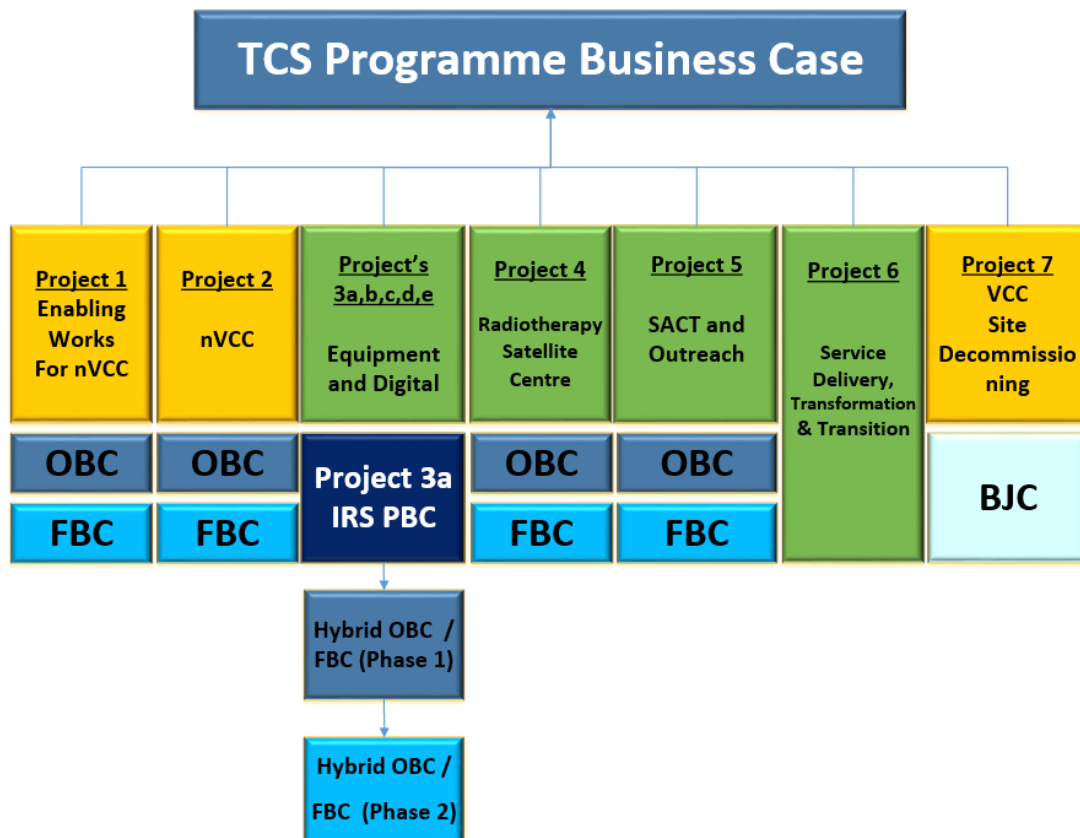 TCS Programme Business Case
Project 1
Enabling
Works
For nVCC
OBC
FBC
Project 2
nVCC
OBC
FBC
Project's
3a,b,c,d,e
Equipment
and Digital
Project 3a
IRS PBC
Hybrid OBC /
FBC (Phase 1)
Hybrid OBC /
FBC (Phase 2)
Project 4
Radiotherapy
Satellite
Centre
OBC
FBC
Project 5
SACT and
Outreach
OBC
FBC
Project 6
Service
Delivery,
Transformation
& Transition
Project 7
VCC
Site
Decommissio
ning
BJC